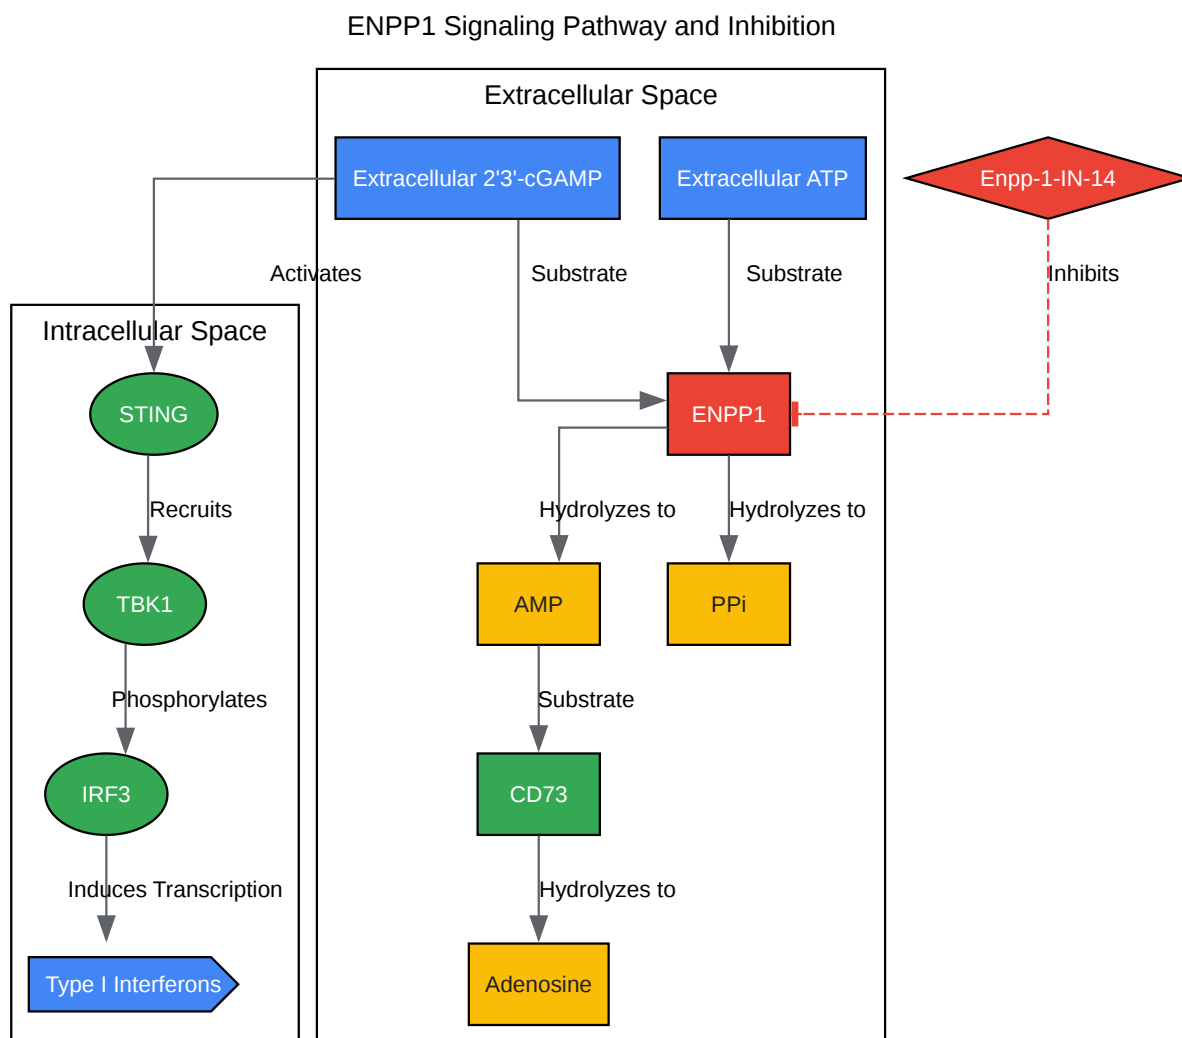 ENPP1 Signaling Pathway and Inhibition
Extracellular Space
Extracellular 2'3'-cGAMP
Extracellular ATP
Enpp-1-IN-14
Activates
Substrate
Substrate
Inhibits
Intracellular Space
STING
ENPP1
Recruits
Hydrolyzes to
Hydrolyzes to
TBK1
AMP
PPi
Phosphorylates
Substrate
IRF3
CD73
Induces Transcription
Hydrolyzes to
Type I Interferons
Adenosine